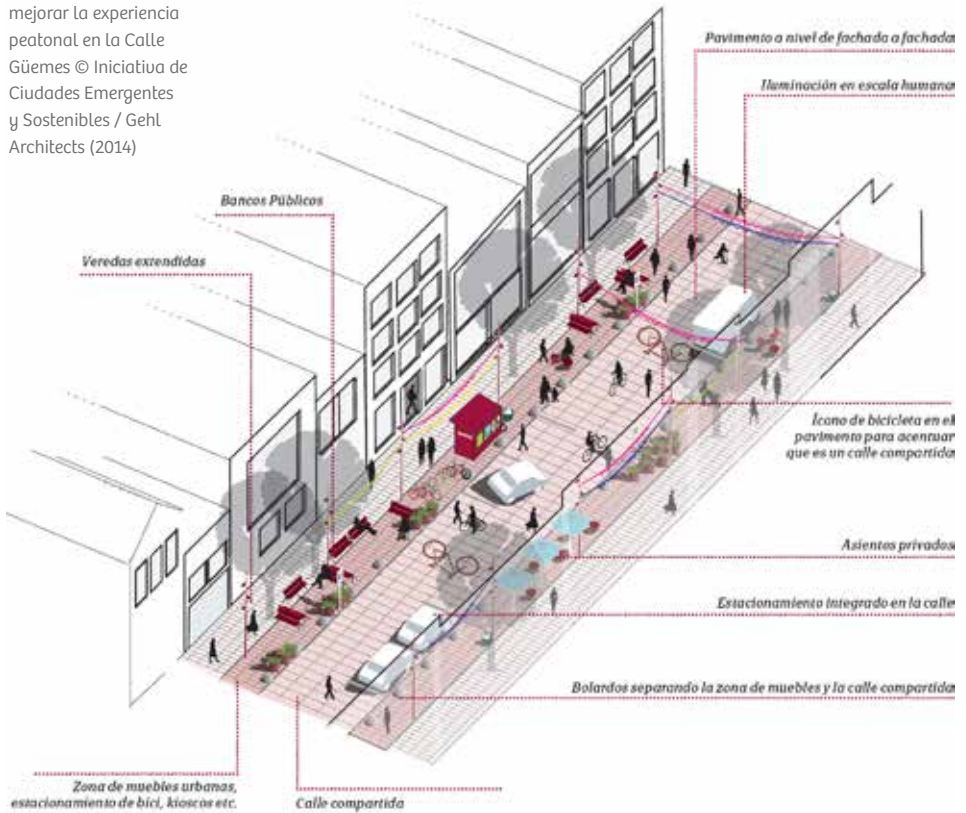 mejorar la experiencia
peatonal en la Calle
Güemes © Iniciativa de
Ciudades Emergentes
y Sostenibles / Gehl
Architects (2014)
Pavimento a nivel de fachada a fachada
Iluminación en escala humana
Bancos Públicos
Veredas extendidas
Ícono de bicicleta en el
pavimento para acentuar
que es un calle compartida
Asientos privados
Estacionamiento integrado en la calle
Bolardos separando la zona de muebles y la calle compartida
Zona de muebles urbanas,
estacionamiento de bici, kioscos etc.
Calle compartida